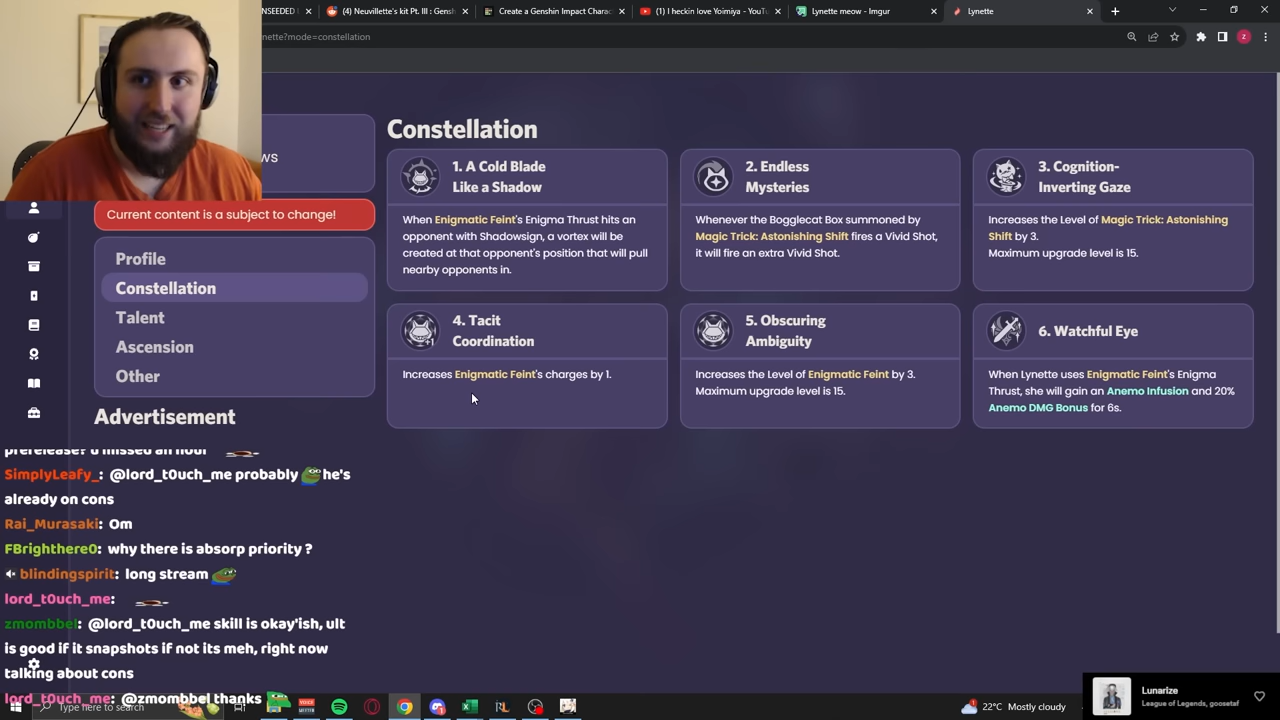 NSEEDED
(4) Neuvillette's kit Pt. III : Gensh
Create a Genshin Impact Charac
(1) I heckin love Yoimiya - YouTu
Lynette meow - Imgur
Lynette
nette?mode=constellation
ws
Current content is a subject to change!
Profile
Constellation
Talent
Ascension
Other
Advertisement
Constellation
1. A Cold Blade
Like a Shadow
When Enigmatic Feint's Enigma Thrust hits an
opponent with Shadowsign, a vortex will be
created at that opponent's position that will pull
nearby opponents in.
2. Endless
Mysteries
Whenever the Bogglecat Box summoned by
Magic Trick: Astonishing Shift fires a Vivid Shot,
it will fire an extra Vivid Shot.
3. Cognition-
Inverting Gaze
Increases the Level of Magic Trick: Astonishing
Shift by 3.
Maximum upgrade level is 15.
4. Tacit
Coordination
Increases Enigmatic Feint's charges by 1.
5. Obscuring
Ambiguity
Increases the Level of Enigmatic Feint by 3.
Maximum upgrade level is 15.
6. Watchful Eye
When Lynette uses Enigmatic Feint's Enigma
Thrust, she will gain an Anemo Infusion and 20%
Anemo DMG Bonus for 6s.
prerelease? u missed an hour
SimplyLeafy_: @lord_t0uch_me probably he's
already on cons
Rai_Murasaki: Om
FBrighthere0: why there is absorp priority ?
blindingspirit: long stream
lord_t0uch_me:
zmombbel: @lord_t0uch_me skill is okay'ish, ult
is good if it snapshots if not its meh, right now
talking about cons
lord_t0uch_me: @zmombbel thanks
Type here to search
22°C Mostly cloudy
Lunarize
League of Legends, goosetaf